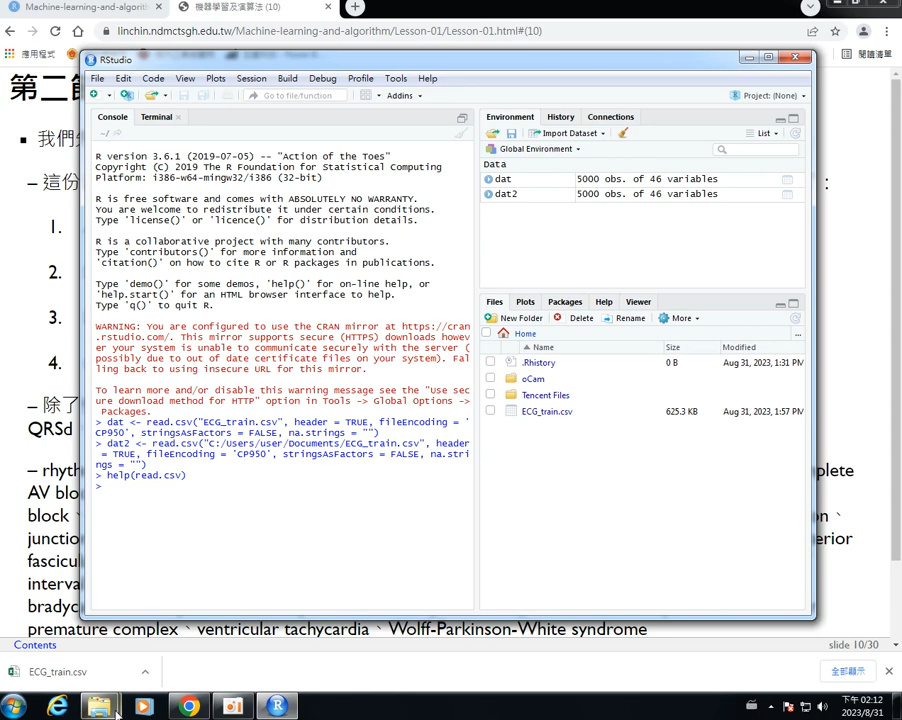 Machine-learning-and-algorith
機器學習及演算法 (10)
linchin.ndmctsgh.edu.tw/Machine-learning-and-algorithm/Lesson-01/Lesson-01.html#(10)
應用程式
閱讀清單
第二節
我們
– 這份
:
1.
2.
3.
4.
– 除了
QRSd
– rhyth
plete
AV blo
block、
on、
junctio
erior
fascicu
interva
bradyc
premature complex、ventricular tachycardia、Wolff-Parkinson-White syndrome
Contents
slide 10/30
RStudio
File Edit Code View Plots Session Build Debug Profile Tools Help
Go to file/function
Addins
Project: (None)
Console Terminal
~/
R version 3.6.1 (2019-07-05) -- "Action of the Toes"
Copyright (C) 2019 The R Foundation for Statistical Computing
Platform: i386-w64-mingw32/i386 (32-bit)
R is free software and comes with ABSOLUTELY NO WARRANTY.
You are welcome to redistribute it under certain conditions.
Type 'license()' or 'licence()' for distribution details.
R is a collaborative project with many contributors.
Type 'contributors()' for more information and
'citation()' on how to cite R or R packages in publications.
Type 'demo()' for some demos, 'help()' for on-line help, or
'help.start()' for an HTML browser interface to help.
Type 'q()' to quit R.
WARNING: You are configured to use the CRAN mirror at https://cran
.rstudio.com/. This mirror supports secure (HTTPS) downloads howev
er your system is unable to communicate securely with the server (
possibly due to out of date certificate files on your system). Fal
ling back to using insecure URL for this mirror.
To learn more and/or disable this warning message see the "Use sec
ure download method for HTTP" option in Tools -> Global Options ->
Packages.
> dat <- read.csv("ECG_train.csv", header = TRUE, fileEncoding = '
CP950', stringsAsFactors = FALSE, na.strings = "")
> dat2 <- read.csv("C:/Users/user/Documents/ECG_train.csv", header
= TRUE, fileEncoding = 'CP950', stringsAsFactors = FALSE, na.stri
ngs = "")
> help(read.csv)
>
Environment History Connections
Import Dataset
List
Global Environment
Data
dat 5000 obs. of 46 variables
dat2 5000 obs. of 46 variables
Files Plots Packages Help Viewer
New Folder Delete Rename More
Home
...
Name Size Modified
.Rhistory 0 B Aug 31, 2023, 1:31 PM
oCam
Tencent Files
ECG_train.csv 625.3 KB Aug 31, 2023, 1:57 PM
ECG_train.csv
全部顯示
下午 02:12
2023/8/31